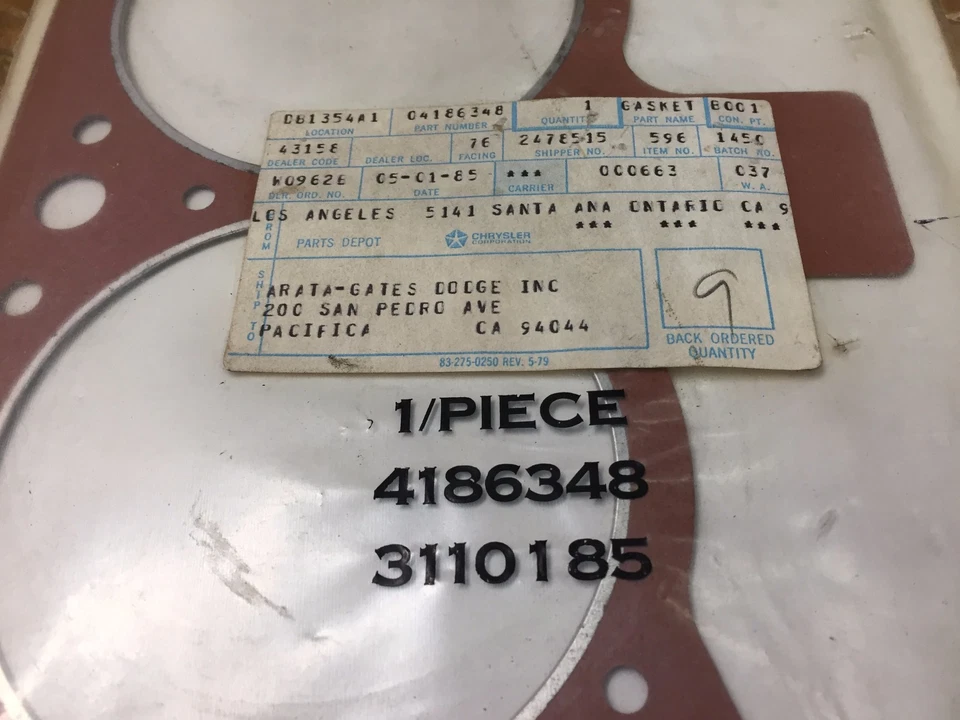 D81354A1 04186348 1 GASKET B001
LOCATION PART NUMBER QUANTITY PART NAME CON. PT.
43158 76 2478515 596 1450
DEALER CODE DEALER LOC. FACING SHIPPER NO. ITEM NO. BATCH NO.
W09628 05-01-85 *** 000663 037
DLR. ORD. NO. DATE CARRIER W. A.
LOS ANGELES 5141 SANTA ANA ONTARIO CA 9
FROM
PARTS DEPOT CHRYSLER CORPORATION *** *** ***
SHIP TO
ARATA-GATES DODGE INC
200 SAN PEDRO AVE
PACIFICA CA 94044
9
BACK ORDERED
QUANTITY
83-275-0250 REV. 5-79
1/PIECE
4186348
3110185